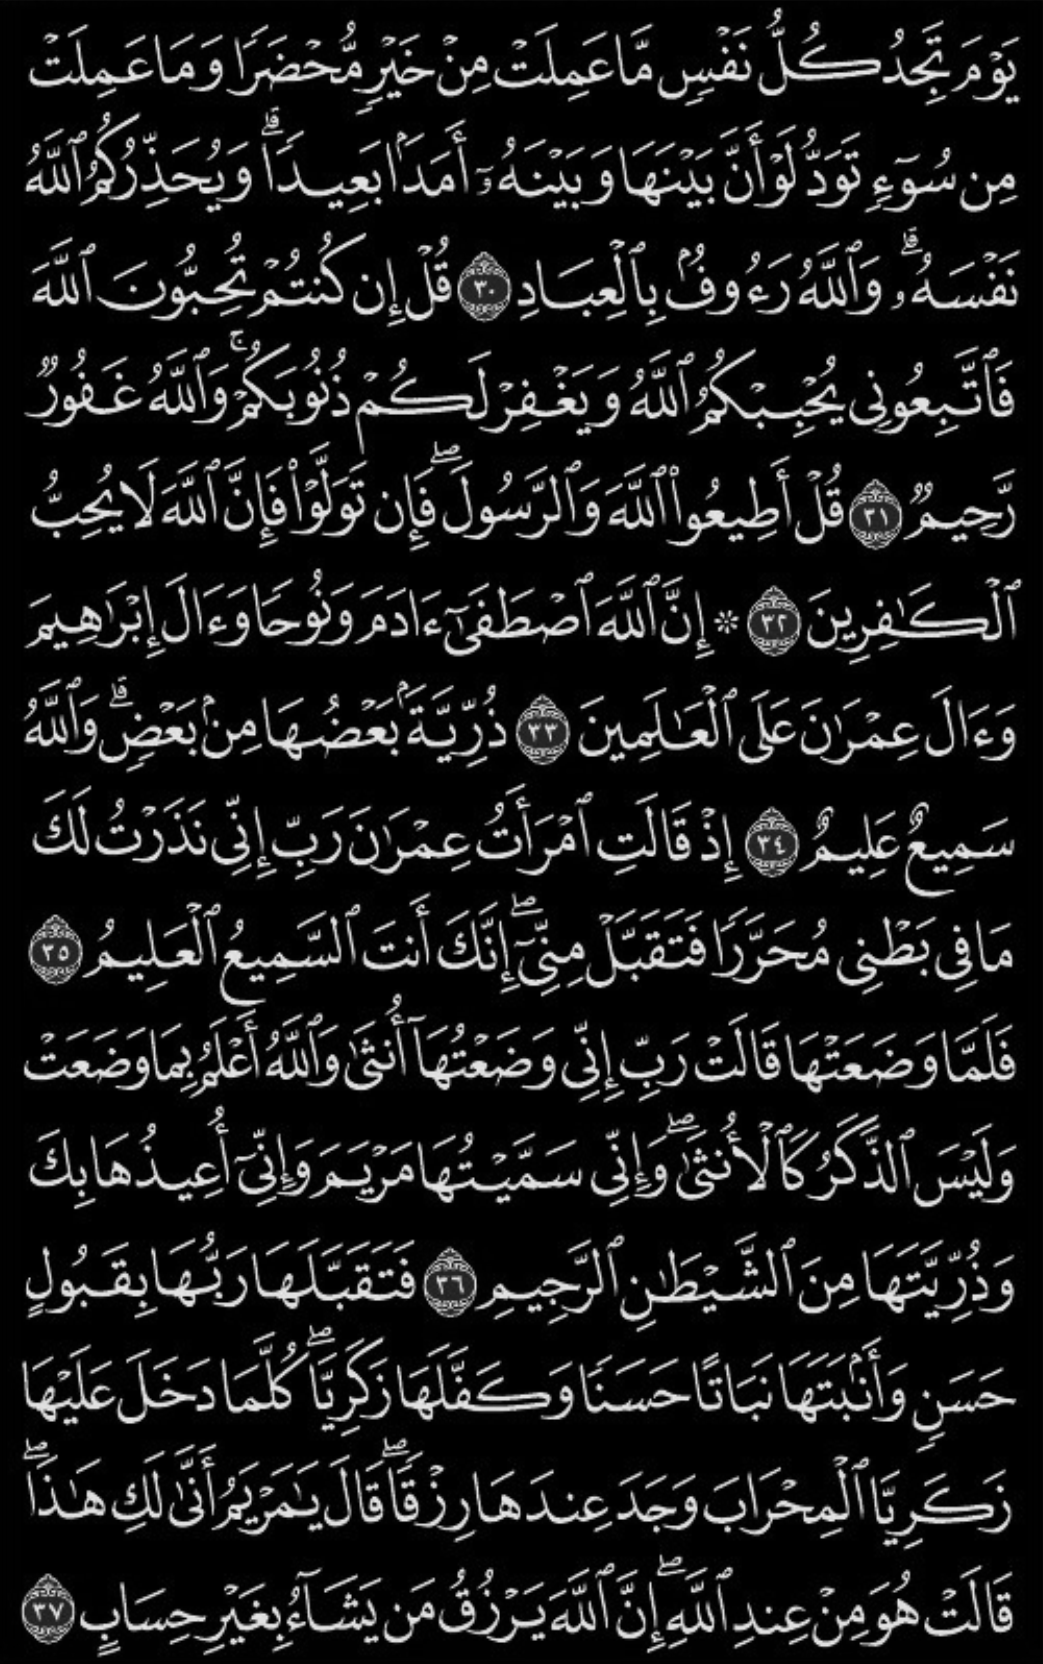 يَوْمَ تَجِدُ كُلُّ نَفْسٍ مَّا عَمِلَتْ مِنْ خَيْرٍ مُّحْضَرًا وَمَا عَمِلَتْ
مِن سُوٓءٍ تَوَدُّ لَوْ أَنَّ بَيْنَهَا وَبَيْنَهُۥٓ أَمَدَۢا بَعِيدًاۗ وَيُحَذِّرُكُمُ ٱللَّهُ
نَفْسَهُۥۗ وَٱللَّهُ رَءُوفُۢ بِٱلْعِبَادِ ٣٠ قُلْ إِن كُنتُمْ تُحِبُّونَ ٱللَّهَ
فَٱتَّبِعُونِي يُحْبِبْكُمُ ٱللَّهُ وَيَغْفِرْ لَكُمْ ذُنُوبَكُمْۚ وَٱللَّهُ غَفُورٌ
رَّحِيمٌ ٣١ قُلْ أَطِيعُوا۟ ٱللَّهَ وَٱلرَّسُولَۖ فَإِن تَوَلَّوْا۟ فَإِنَّ ٱللَّهَ لَا يُحِبُّ
ٱلْكَٰفِرِينَ ٣٢ ۞ إِنَّ ٱللَّهَ ٱصْطَفَىٰٓ ءَادَمَ وَنُوحًا وَءَالَ إِبْرَٰهِيمَ
وَءَالَ عِمْرَٰنَ عَلَى ٱلْعَٰلَمِينَ ٣٣ ذُرِّيَّةَۢ بَعْضُهَا مِنۢ بَعْضٍۗ وَٱللَّهُ
سَمِيعٌ عَلِيمٌ ٣٤ إِذْ قَالَتِ ٱمْرَأَتُ عِمْرَٰنَ رَبِّ إِنِّي نَذَرْتُ لَكَ
مَا فِي بَطْنِي مُحَرَّرًا فَتَقَبَّلْ مِنِّيٓۖ إِنَّكَ أَنتَ ٱلسَّمِيعُ ٱلْعَلِيمُ ٣٥
فَلَمَّا وَضَعَتْهَا قَالَتْ رَبِّ إِنِّي وَضَعْتُهَآ أُنثَىٰ وَٱللَّهُ أَعْلَمُ بِمَا وَضَعَتْ
وَلَيْسَ ٱلذَّكَرُ كَٱلْأُنثَىٰۖ وَإِنِّي سَمَّيْتُهَا مَرْيَمَ وَإِنِّيٓ أُعِيذُهَا بِكَ
وَذُرِّيَّتَهَا مِنَ ٱلشَّيْطَٰنِ ٱلرَّجِيمِ ٣٦ فَتَقَبَّلَهَا رَبُّهَا بِقَبُولٍ
حَسَنٍ وَأَنۢبَتَهَا نَبَاتًا حَسَنًا وَكَفَّلَهَا زَكَرِيَّاۖ كُلَّمَا دَخَلَ عَلَيْهَا
زَكَرِيَّا ٱلْمِحْرَابَ وَجَدَ عِندَهَا رِزْقًاۖ قَالَ يَٰمَرْيَمُ أَنَّىٰ لَكِ هَٰذَاۖ
قَالَتْ هُوَ مِنْ عِندِ ٱللَّهِۖ إِنَّ ٱللَّهَ يَرْزُقُ مَن يَشَآءُ بِغَيْرِ حِسَابٍ ٣٧